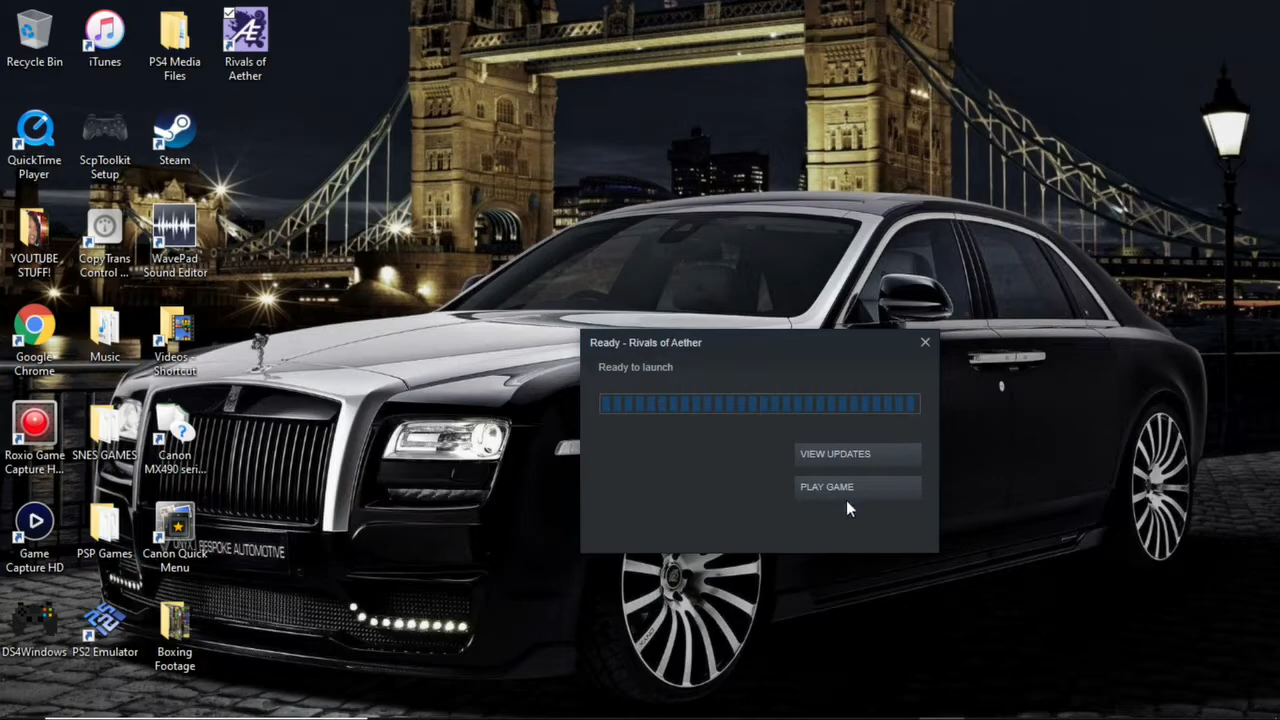 Recycle Bin
iTunes
PS4 Media
Files
Rivals of
Aether
QuickTime
Player
ScpToolkit
Setup
Steam
YOUTUBE
STUFF!
CopyTrans
Control ...
WavePad
Sound Editor
Google
Chrome
Music
Videos -
Shortcut
Roxio Game
Capture H...
SNES GAMES
Canon
MX490 seri...
Game
Capture HD
PSP Games
Canon Quick
Menu
DS4Windows
PS2 Emulator
Boxing
Footage
BESPOKE AUTOMOTIVE
Ready - Rivals of Aether
Ready to launch
VIEW UPDATES
PLAY GAME